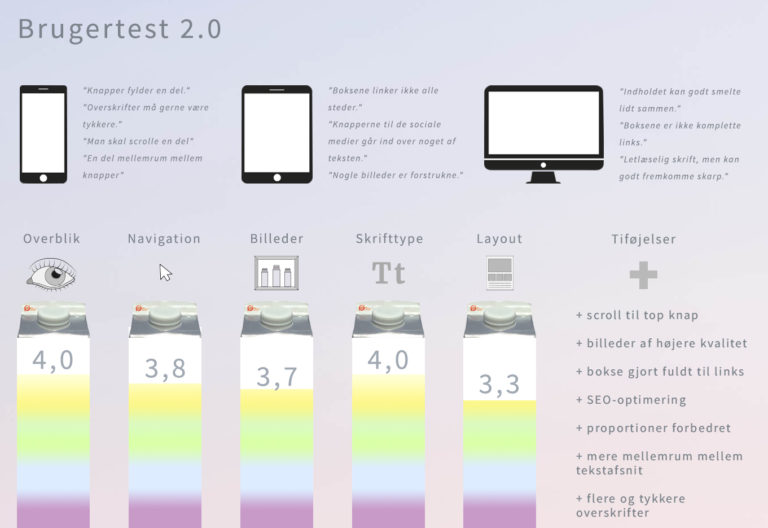 Brugertest 2.0
"Knapper fylder en del."
"Overskrifter må gerne være
tykkere."
"Man skal scrolle en del"
"En del mellemrum mellem
knapper"
"Boksene linker ikke alle
steder."
"Knapperne til de sociale
medier går ind over noget af
teksten."
"Nogle billeder er forstrukne."
"Indholdet kan godt smelte
lidt sammen."
"Boksene er ikke komplette
links."
"Letlæselig skrift, men kan
godt fremkomme skarp."
Overblik
Navigation
Billeder
Skrifttype
Layout
Tiføjelser
Tt
4,0
3,8
3,7
4,0
3,3
+ scroll til top knap
+ billeder af højere kvalitet
+ bokse gjort fuldt til links
+ SEO-optimering
+ proportioner forbedret
+ mere mellemrum mellem
tekstafsnit
+ flere og tykkere
overskrifter